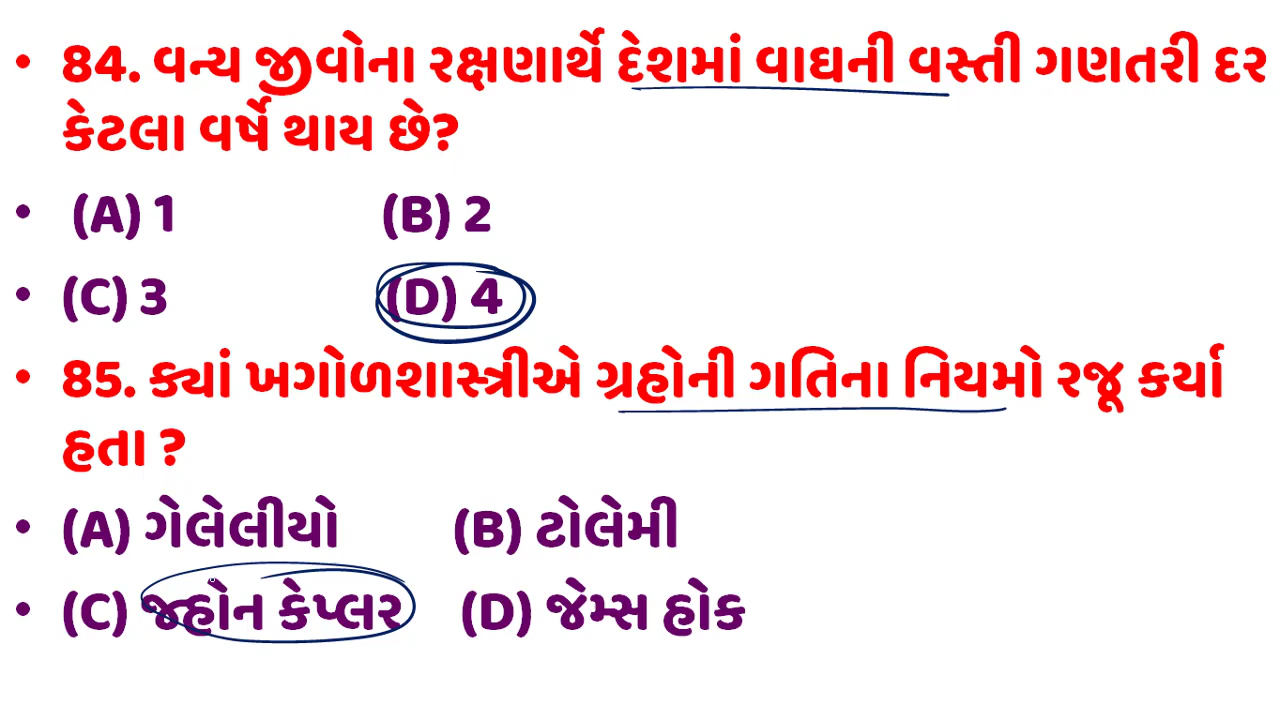 • 84. વન્ય જીવોના રક્ષણાર્થે દેશમાં વાઘની વસ્તી ગણતરી દર
કેટલા વર્ષે થાય છે?
• (A) 1 (B) 2
• (C) 3 (D) 4
• 85. ક્યાં ખગોળશાસ્ત્રીએ ગ્રહોની ગતિના નિયમો રજૂ કર્યા
હતા ?
• (A) ગેલેલીયો (B) ટોલેમી
• (C) જ્હોન કેપ્લર (D) જેમ્સ હોક